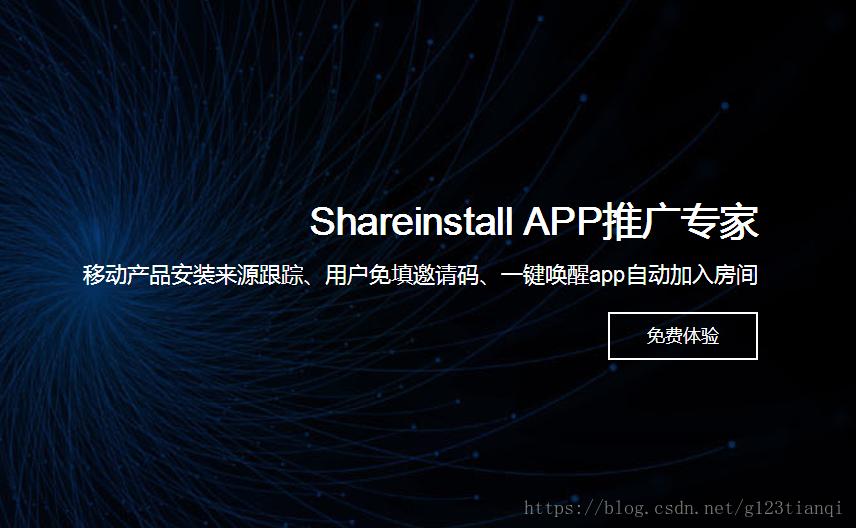 Shareinstall APP推广专家
移动产品安装来源跟踪、用户免填邀请码、一键唤醒app自动加入房间
免费体验
https://blog.csdn.net/g123tianqi